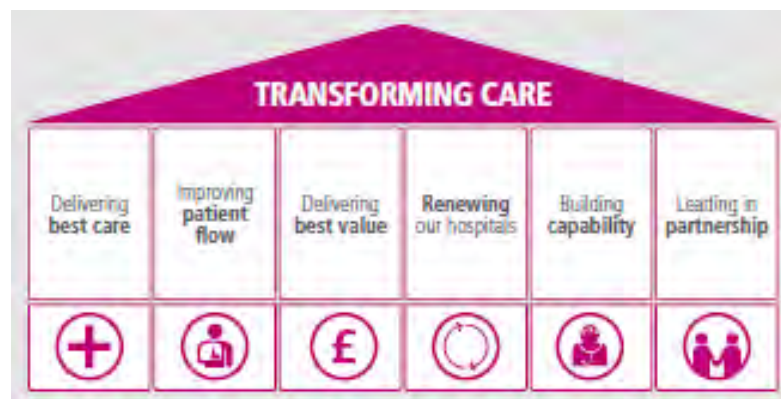 TRANSFORMING CARE
Delivering
best care
Improving
patient
flow
Delivering
best value
Renewing
our hospitals
Building
capability
Leading in
partnership
£